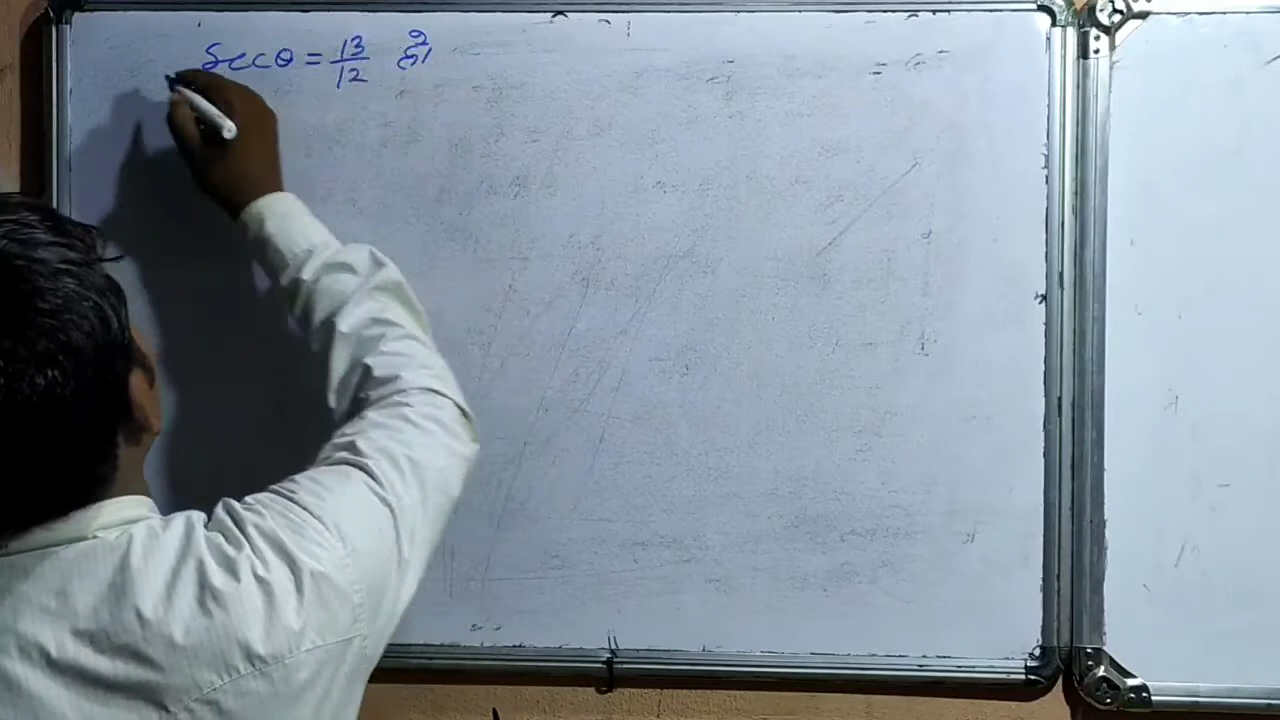 Secθ = 13/12 है